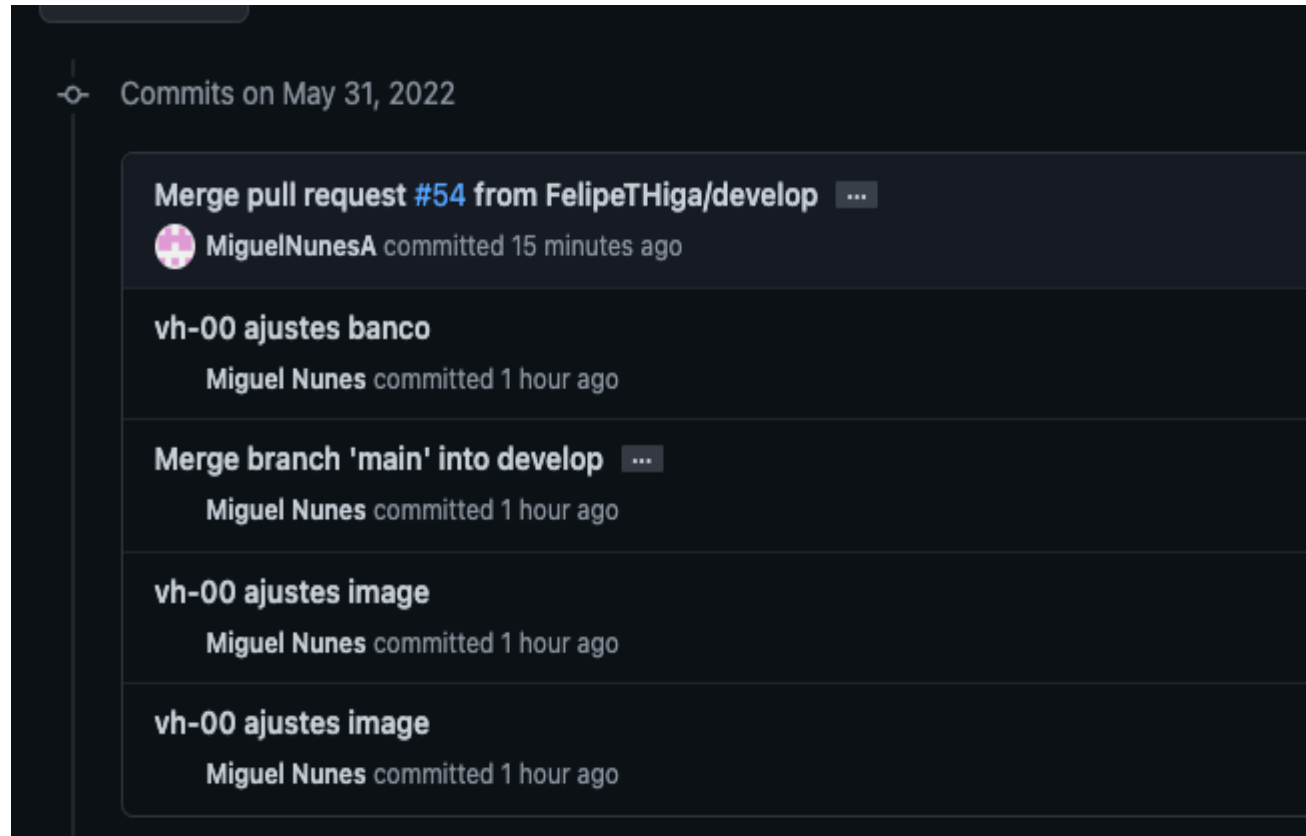 Commits on May 31, 2022
Merge pull request #54 from FelipeTHiga/develop ...
MiguelNunesA committed 15 minutes ago
vh-00 ajustes banco
Miguel Nunes committed 1 hour ago
Merge branch 'main' into develop ...
Miguel Nunes committed 1 hour ago
vh-00 ajustes image
Miguel Nunes committed 1 hour ago
vh-00 ajustes image
Miguel Nunes committed 1 hour ago